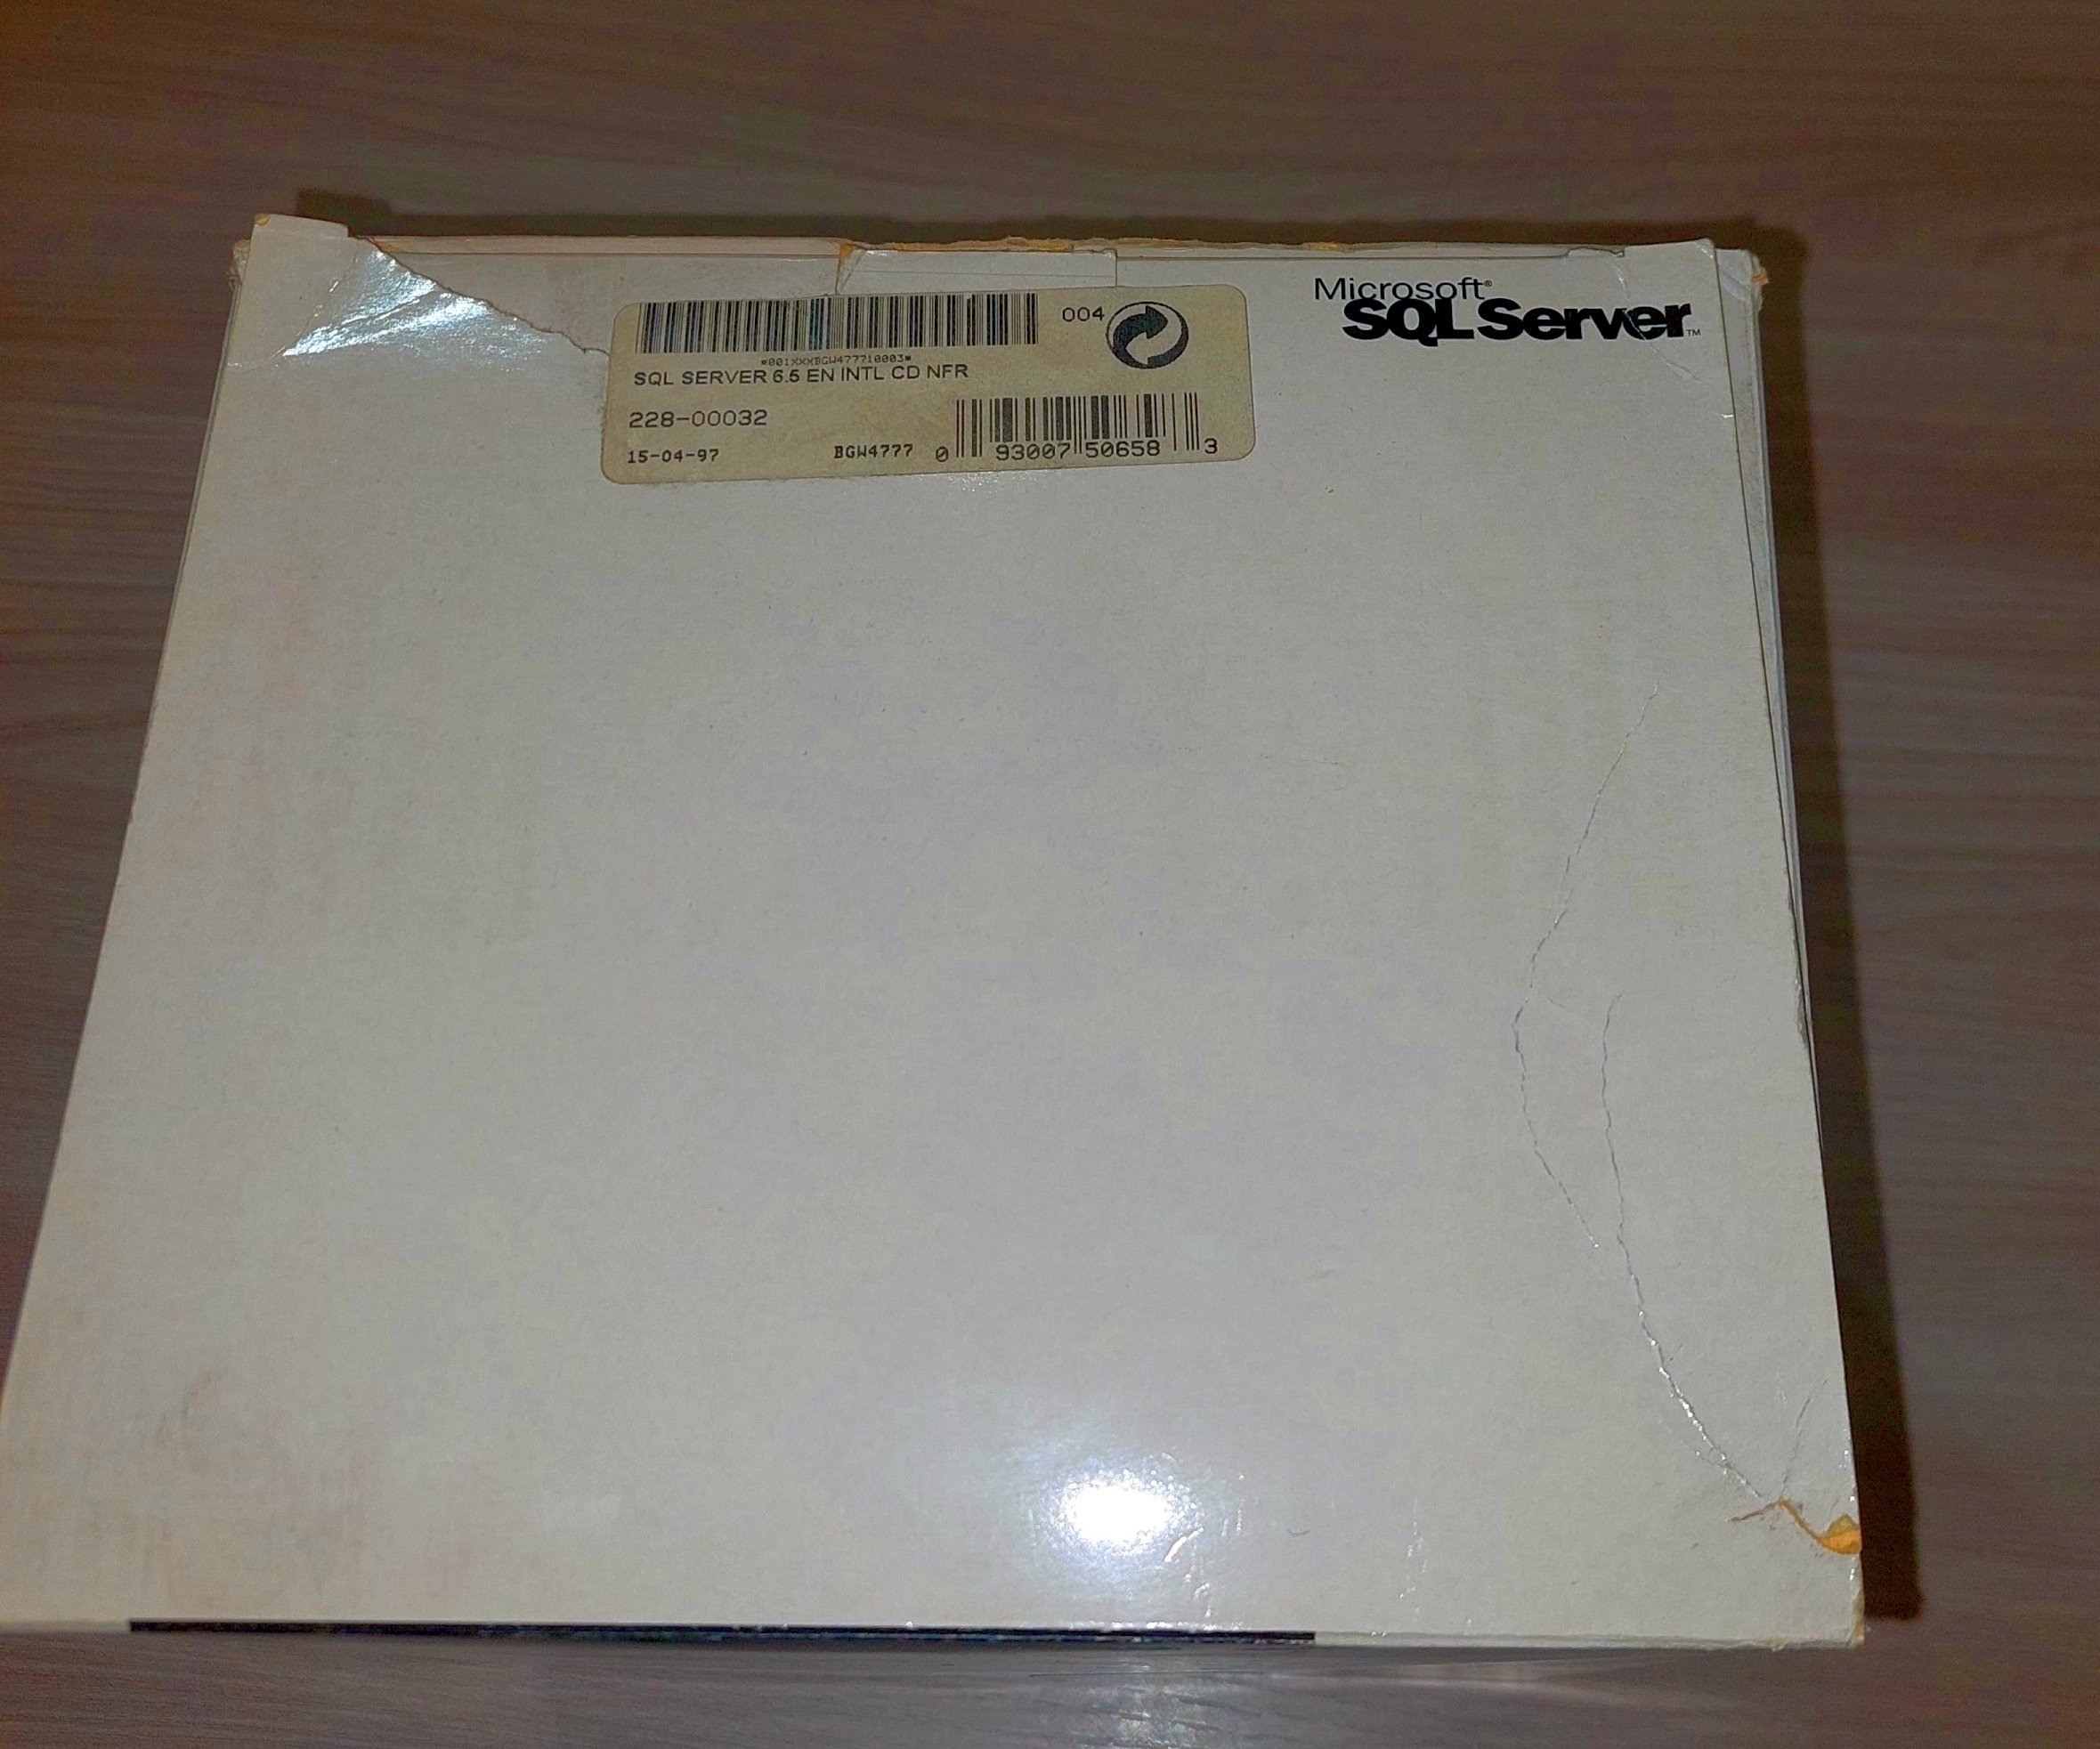 004
*001XXXBGW477710003*
SQL SERVER 6.5 EN INTL CD NFR
228-00032
15-04-97 BGW4777 0 93007 50658 3
Microsoft®
SQL Server™